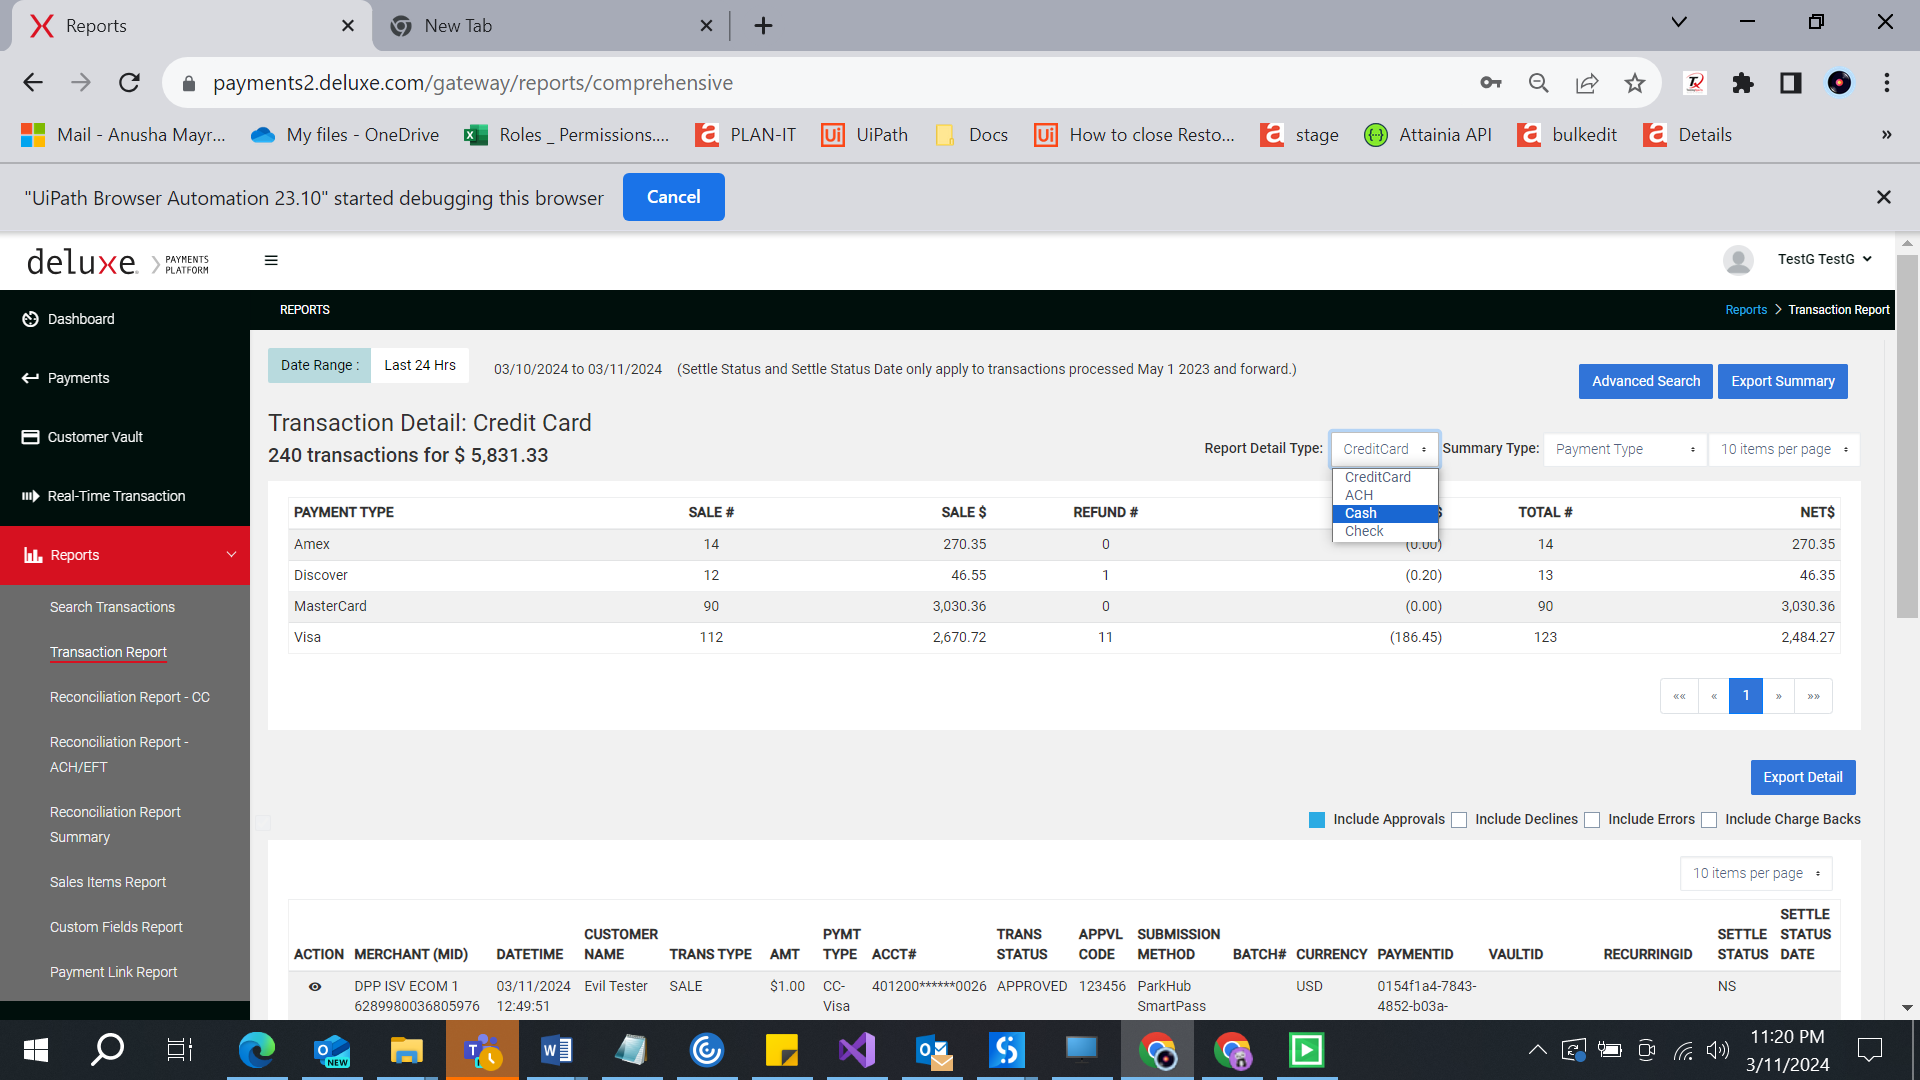 Reports
New Tab
payments2.deluxe.com/gateway/reports/comprehensive
Mail - Anusha Mayr...
My files - OneDrive
Roles _ Permissions....
PLAN-IT
UiPath
Docs
How to close Resto...
stage
Attainia API
bulkedit
Details
»
"UiPath Browser Automation 23.10" started debugging this browser
Cancel
deluxe. PAYMENTS
PLATFORM
TestG TestG
Dashboard
Payments
Customer Vault
Real-Time Transaction
Reports
Search Transactions
Transaction Report
Reconciliation Report - CC
Reconciliation Report -
ACH/EFT
Reconciliation Report
Summary
Sales Items Report
Custom Fields Report
Payment Link Report
REPORTS
Reports > Transaction Report
Date Range : Last 24 Hrs 03/10/2024 to 03/11/2024 (Settle Status and Settle Status Date only apply to transactions processed May 1 2023 and forward.)
Advanced Search Export Summary
Transaction Detail: Credit Card
240 transactions for $ 5,831.33
Report Detail Type: CreditCard Summary Type: Payment Type 10 items per page
CreditCard
ACH
Cash
Check
PAYMENT TYPE SALE # SALE $ REFUND # $ TOTAL # NET$
Amex 14 270.35 0 (0.00) 14 270.35
Discover 12 46.55 1 (0.20) 13 46.35
MasterCard 90 3,030.36 0 (0.00) 90 3,030.36
Visa 112 2,670.72 11 (186.45) 123 2,484.27
«« « 1 » »»
Export Detail
Include Approvals Include Declines Include Errors Include Charge Backs
10 items per page
ACTION MERCHANT (MID) DATETIME CUSTOMER NAME TRANS TYPE AMT PYMT TYPE ACCT# TRANS STATUS APPVL CODE SUBMISSION METHOD BATCH# CURRENCY PAYMENTID VAULTID RECURRINGID SETTLE STATUS SETTLE STATUS DATE
DPP ISV ECOM 1 03/11/2024 Evil Tester SALE $1.00 CC- 401200******0026 APPROVED 123456 ParkHub USD 0154f1a4-7843- NS
6289980036805976 12:49:51 Visa SmartPass 4852-b03a-
NEW
11:20 PM
3/11/2024